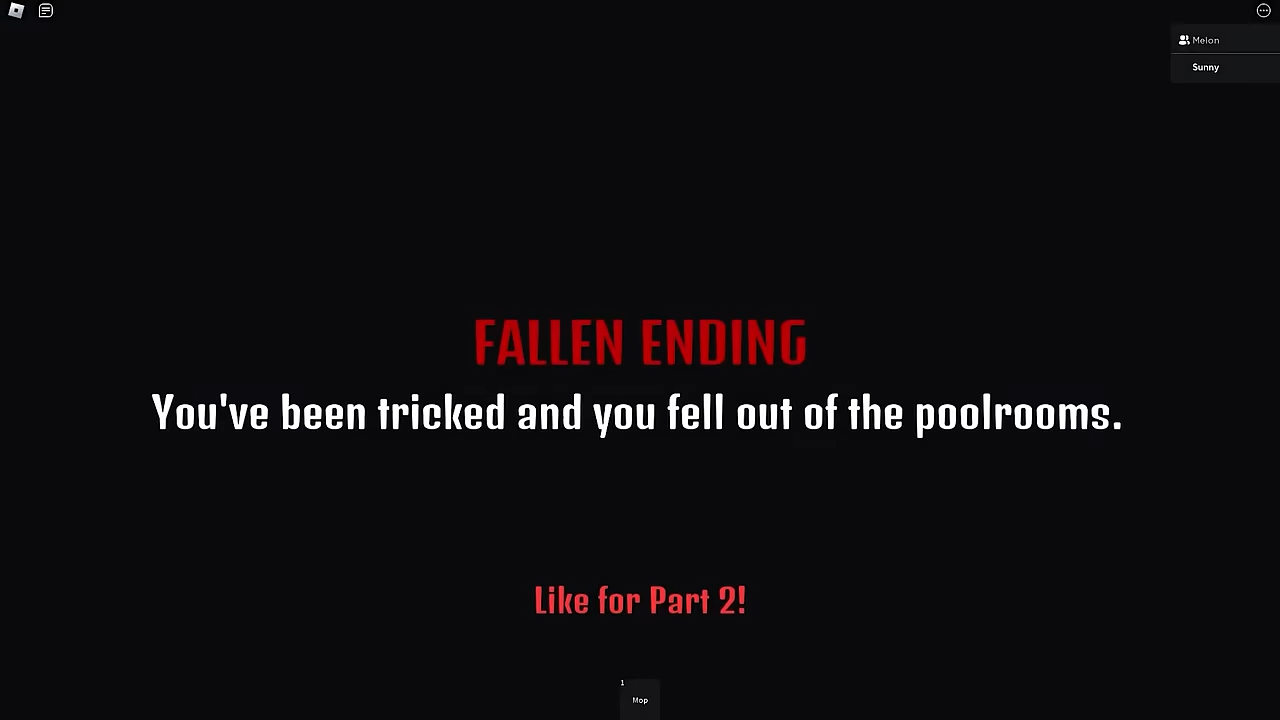 Melon
Sunny
FALLEN ENDING
You've been tricked and you fell out of the poolrooms.
Like for Part 2!
1
Mop